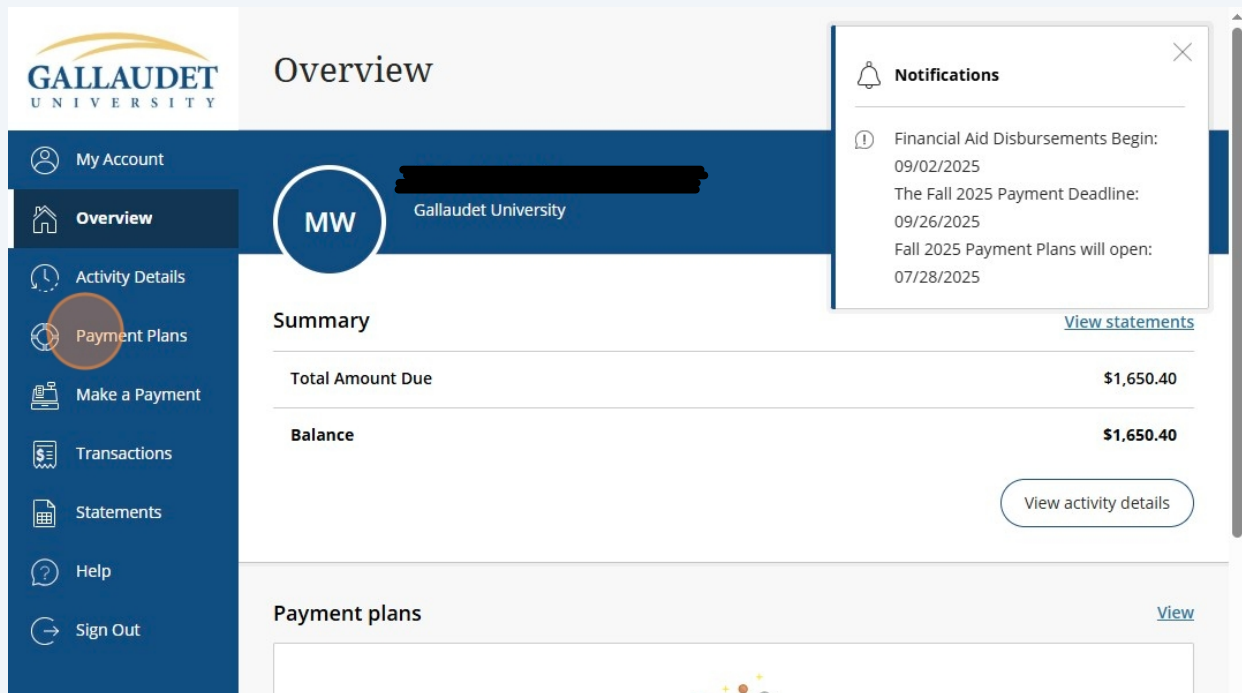 GALLAUDET
UNIVERSITY
Overview
Notifications
Financial Aid Disbursements Begin:
09/02/2025
The Fall 2025 Payment Deadline:
09/26/2025
Fall 2025 Payment Plans will open:
07/28/2025
My Account
Overview
Activity Details
Payment Plans
Make a Payment
Transactions
Statements
Help
Sign Out
MW
Gallaudet University
Summary
View statements
Total Amount Due
$1,650.40
Balance
$1,650.40
View activity details
Payment plans
View